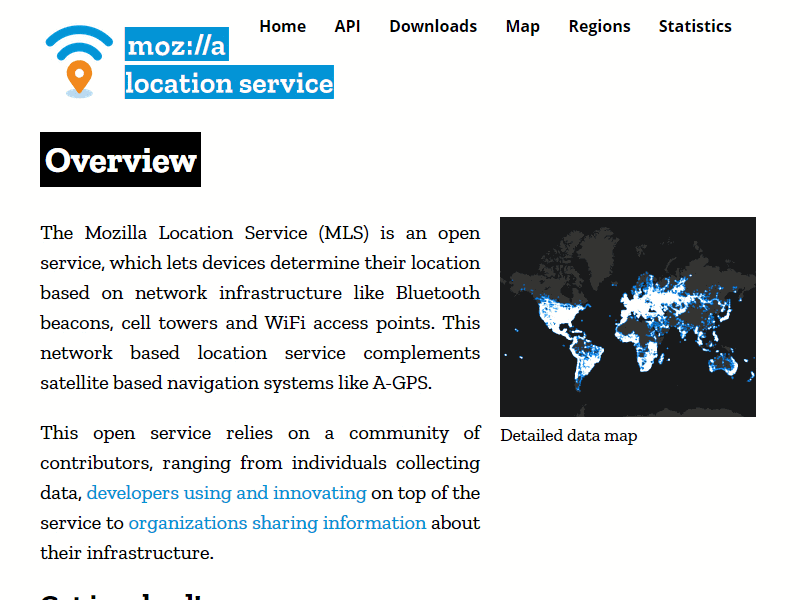 Home API Downloads Map Regions Statistics
moz://a
location service
Overview
The Mozilla Location Service (MLS) is an open
service, which lets devices determine their location
based on network infrastructure like Bluetooth
beacons, cell towers and WiFi access points. This
network based location service complements
satellite based navigation systems like A-GPS.
Detailed data map
This open service relies on a community of
contributors, ranging from individuals collecting
data, developers using and innovating on top of the
service to organizations sharing information about
their infrastructure.